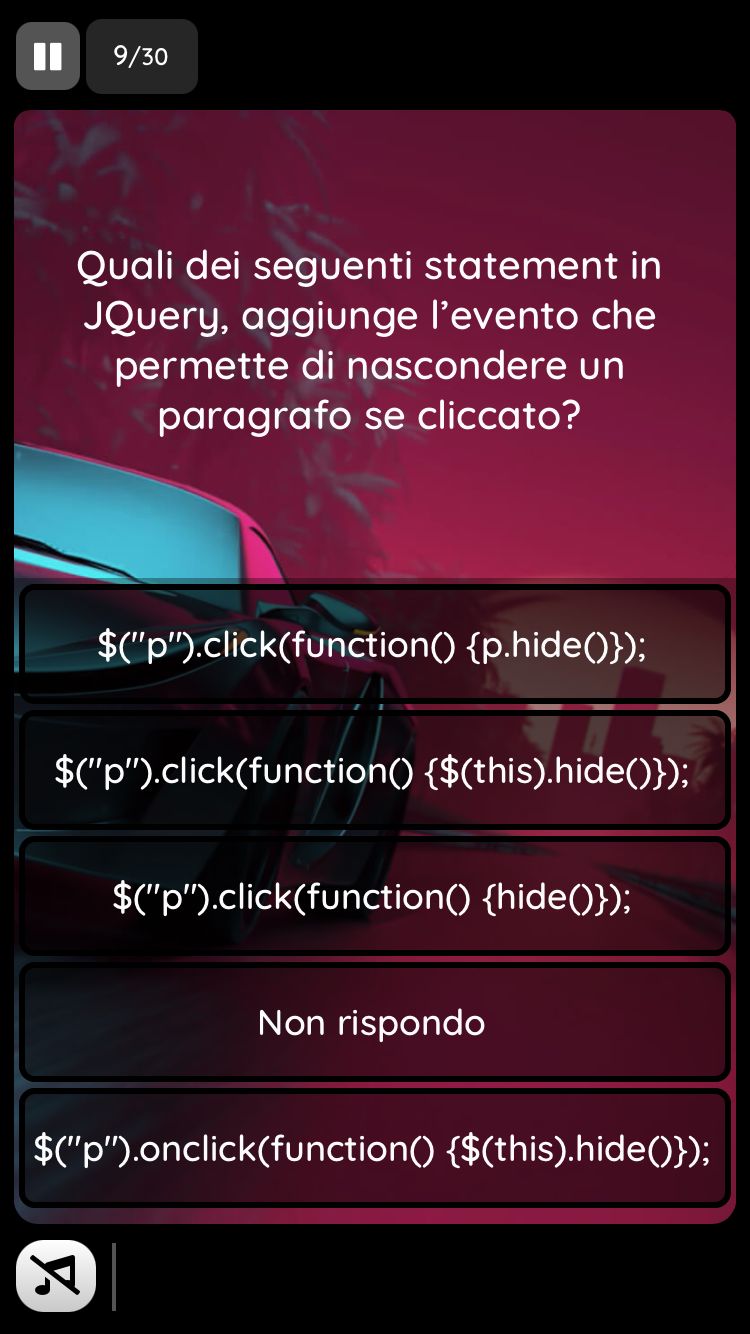 9/30
Quali dei seguenti statement in
JQuery, aggiunge l’evento che
permette di nascondere un
paragrafo se cliccato?
$("p").click(function() {p.hide()});
$("p").click(function() {$(this).hide()});
$("p").click(function() {hide()});
Non rispondo
$("p").onclick(function() {$(this).hide()});